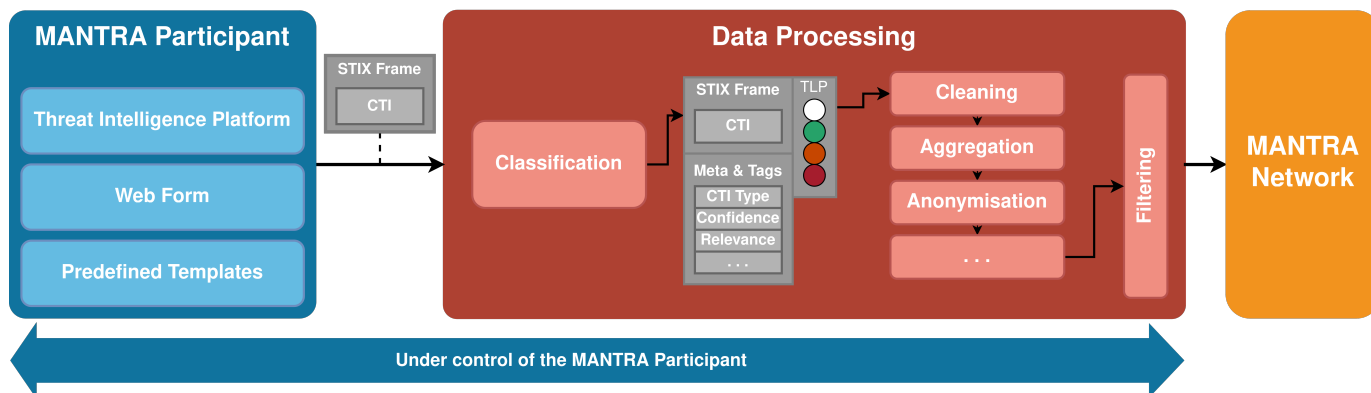 MANTRA Participant
Threat Intelligence Platform
Web Form
Predefined Templates
STIX Frame
CTI
Data Processing
Classification
STIX Frame
CTI
TLP
Meta & Tags
CTI Type
Confidence
Relevance
. . .
Cleaning
Aggregation
Anonymisation
. . .
Filtering
MANTRA
Network
Under control of the MANTRA Participant